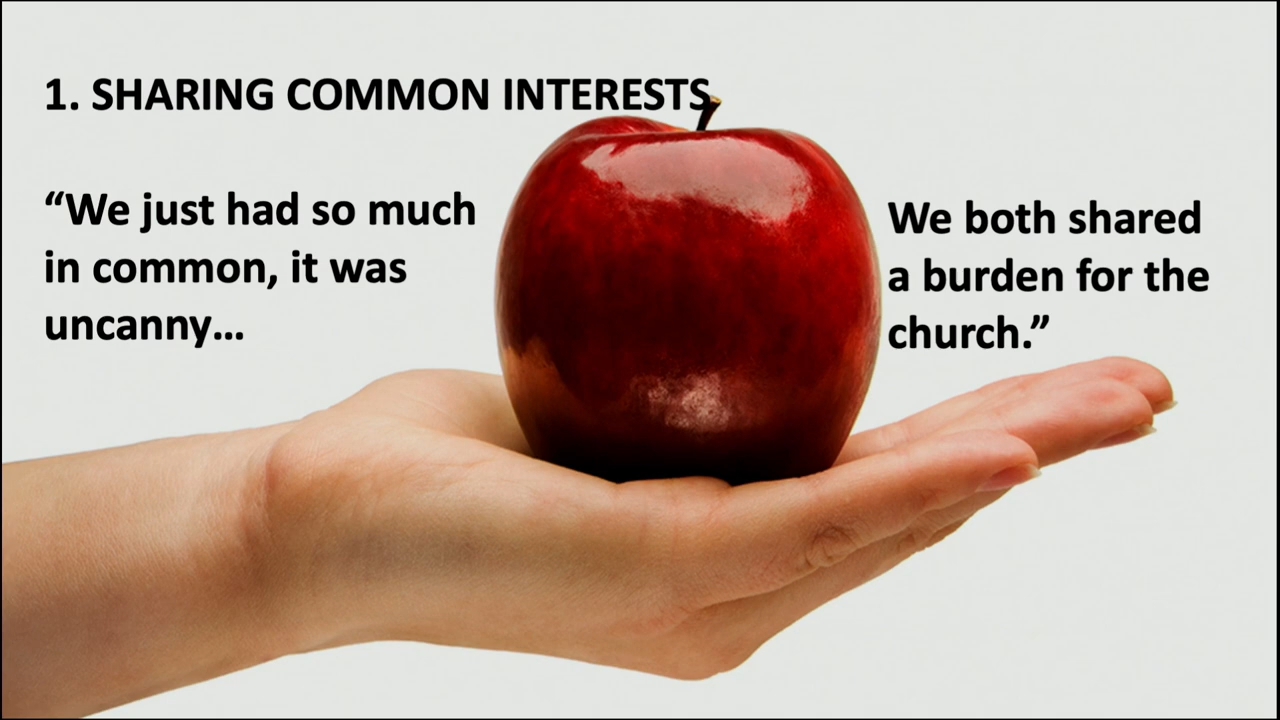 1. SHARING COMMON INTERESTS
“We just had so much
in common, it was
uncanny…
We both shared
a burden for the
church.”